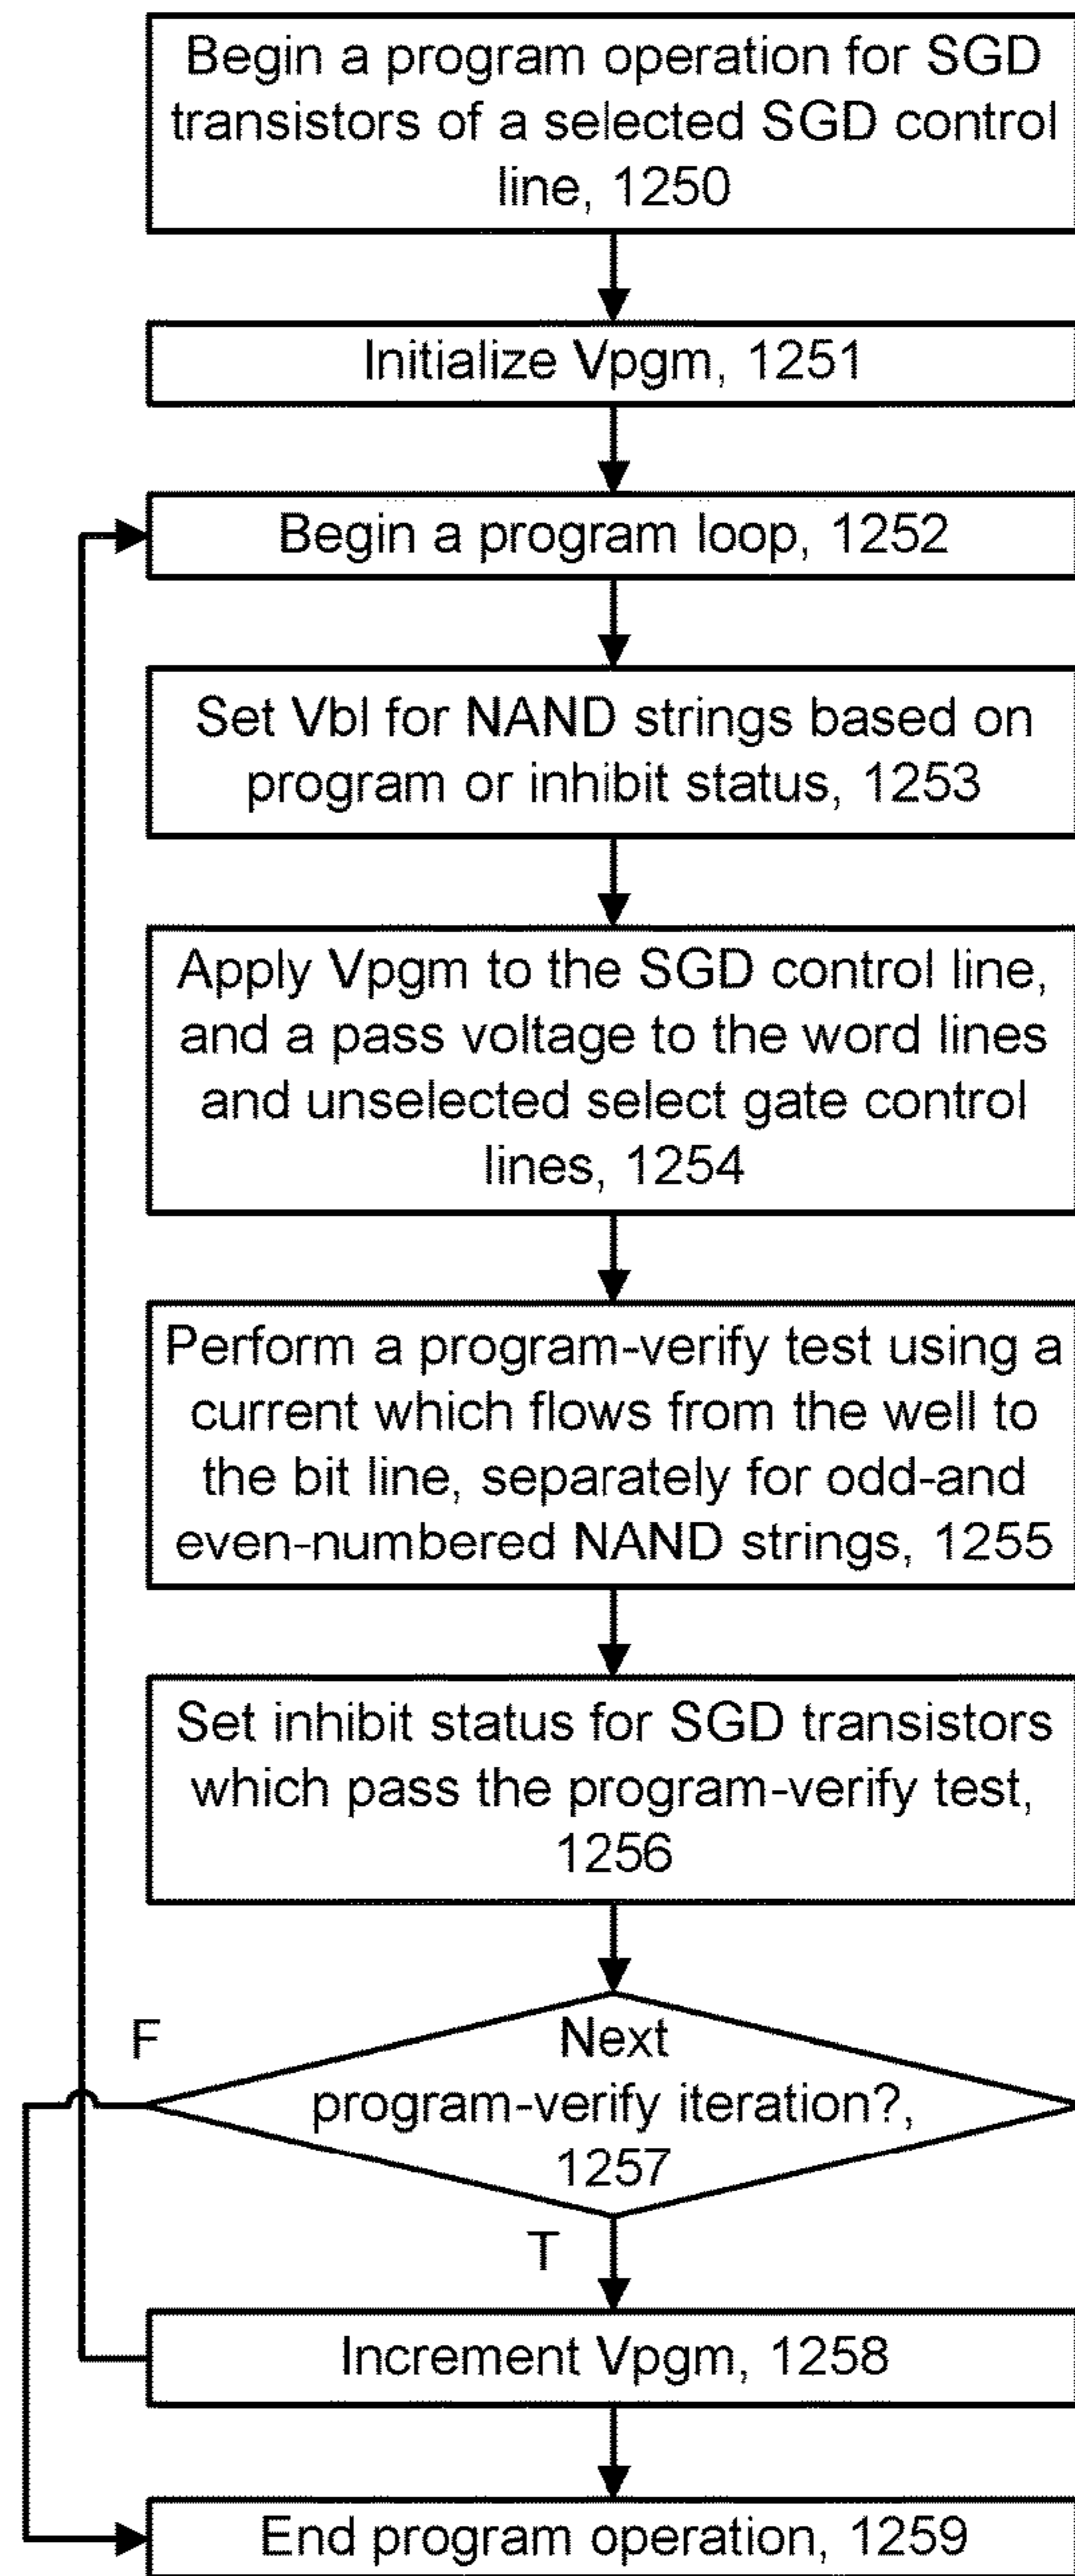 Begin a program operation for SGD
transistors of a selected SGD control
line, 1250
Initialize Vpgm, 1251
Begin a program loop, 1252
Set Vbl for NAND strings based on
program or inhibit status, 1253
Apply Vpgm to the SGD control line,
and a pass voltage to the word lines
and unselected select gate control
lines, 1254
Perform a program-verify test using a
current which flows from the well to
the bit line, separately for odd-and
even-numbered NAND strings, 1255
Set inhibit status for SGD transistors
which pass the program-verify test,
1256
F
Next
program-verify iteration?,
1257
T
Increment Vpgm, 1258
End program operation, 1259